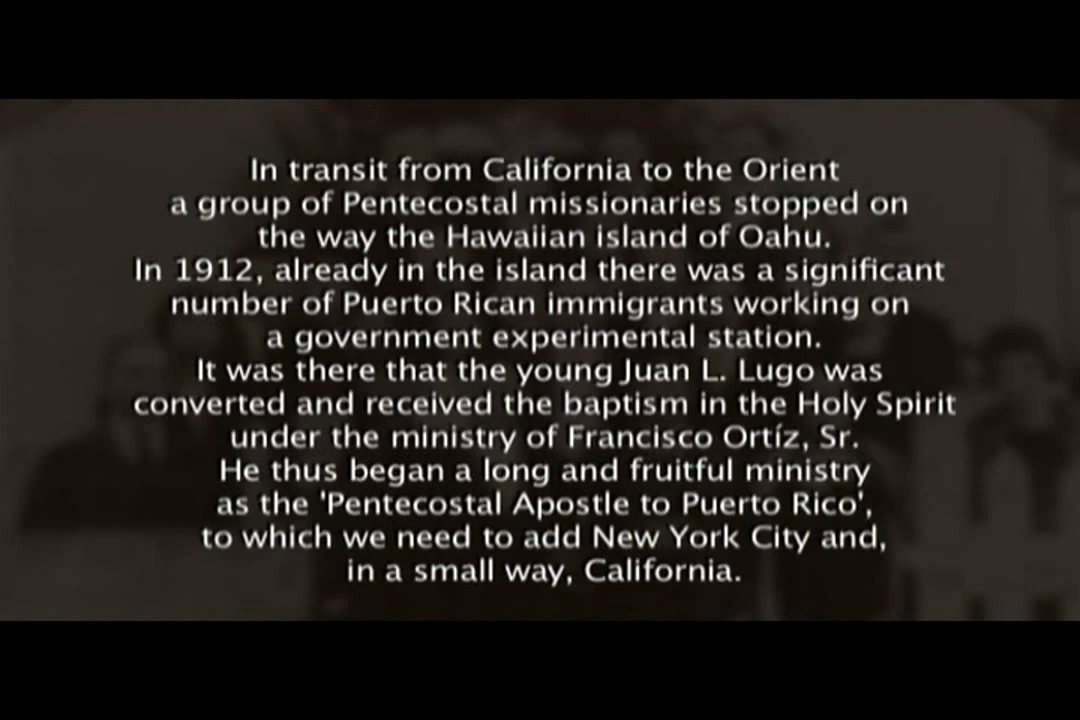 In transit from California to the Orient
a group of Pentecostal missionaries stopped on
the way the Hawaiian island of Oahu.
In 1912, already in the island there was a significant
number of Puerto Rican immigrants working on
a government experimental station.
It was there that the young Juan L. Lugo was
converted and received the baptism in the Holy Spirit
under the ministry of Francisco Ortíz, Sr.
He thus began a long and fruitful ministry
as the 'Pentecostal Apostle to Puerto Rico',
to which we need to add New York City and,
in a small way, California.